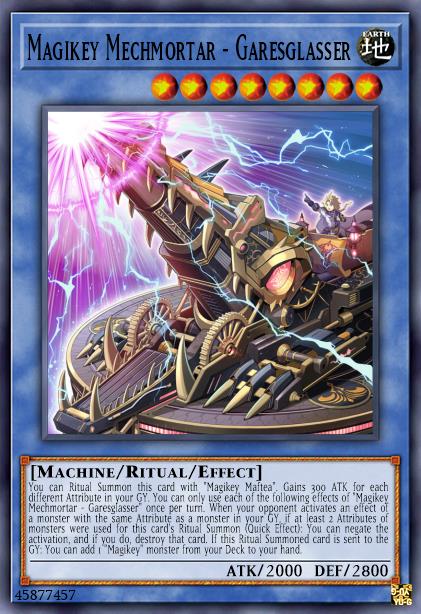 Magikey Mechmortar - Garesglasser
EARTH
地
[Machine/Ritual/Effect]
You can Ritual Summon this card with "Magikey Maftea". Gains 300 ATK for each
different Attribute in your GY. You can only use each of the following effects of "Magikey
Mechmortar - Garesglasser" once per turn. When your opponent activates an effect of
a monster with the same Attribute as a monster in your GY, if at least 2 Attributes of
monsters were used for this card's Ritual Summon (Quick Effect): You can negate the
activation, and if you do, destroy that card. If this Ritual Summoned card is sent to the
GY: You can add 1 "Magikey" monster from your Deck to your hand.
ATK/2000 DEF/2800
45877457